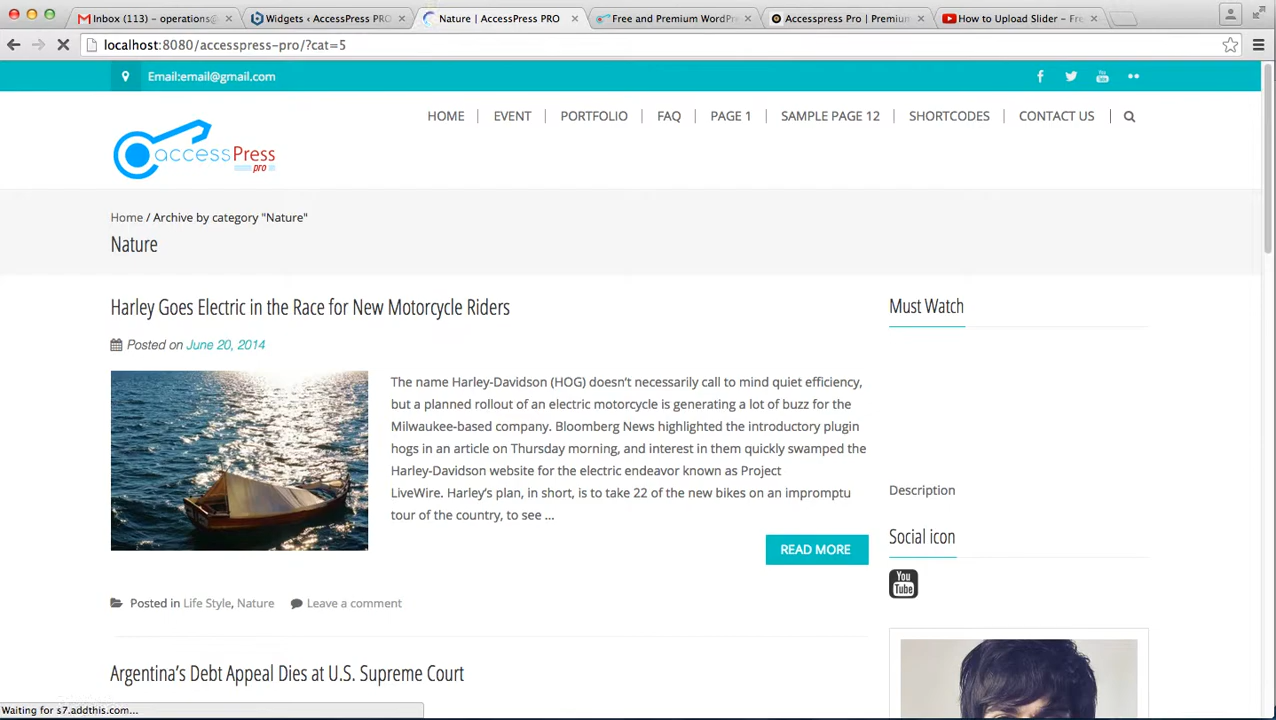 Inbox (113) – operations@
Widgets ‹ AccessPress PRO
Nature | AccessPress PRO
Free and Premium WordPre
Accesspress Pro | Premium
How to Upload Slider – Fre
localhost:8080/accesspress-pro/?cat=5
Email:email@gmail.com
You Tube
accessPress pro
HOME
EVENT
PORTFOLIO
FAQ
PAGE 1
SAMPLE PAGE 12
SHORTCODES
CONTACT US
Home / Archive by category "Nature"
Nature
Harley Goes Electric in the Race for New Motorcycle Riders
Posted on June 20, 2014
The name Harley-Davidson (HOG) doesn't necessarily call to mind quiet efficiency,
but a planned rollout of an electric motorcycle is generating a lot of buzz for the
Milwaukee-based company. Bloomberg News highlighted the introductory plugin
hogs in an article on Thursday morning, and interest in them quickly swamped the
Harley-Davidson website for the electric endeavor known as Project
LiveWire. Harley's plan, in short, is to take 22 of the new bikes on an impromptu
tour of the country, to see ...
READ MORE
Posted in Life Style, Nature
Leave a comment
Argentina's Debt Appeal Dies at U.S. Supreme Court
Must Watch
Description
Social icon
You
Tube
Waiting for s7.addthis.com...